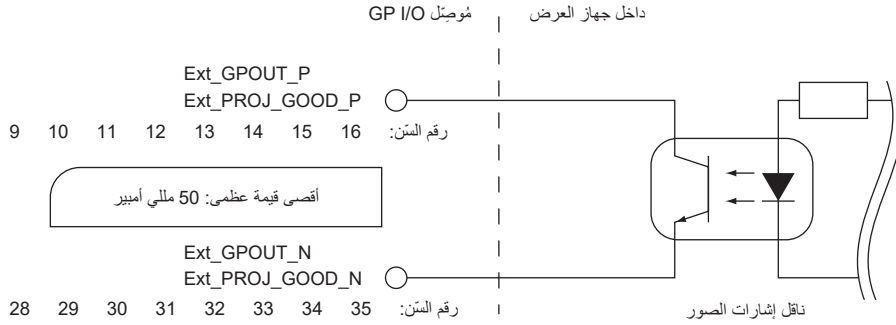 داخل جهاز العرض
مُوصِّل GP I/O
Ext_GPOUT_P
Ext_PROJ_GOOD_P
رقم السّن: 16 15 14 13 12 11 10 9
أقصى قيمة عظمى: 50 مللي أمبير
Ext_GPOUT_N
Ext_PROJ_GOOD_N
رقم السّن: 35 34 33 32 31 30 29 28
ناقل إشارات الصور